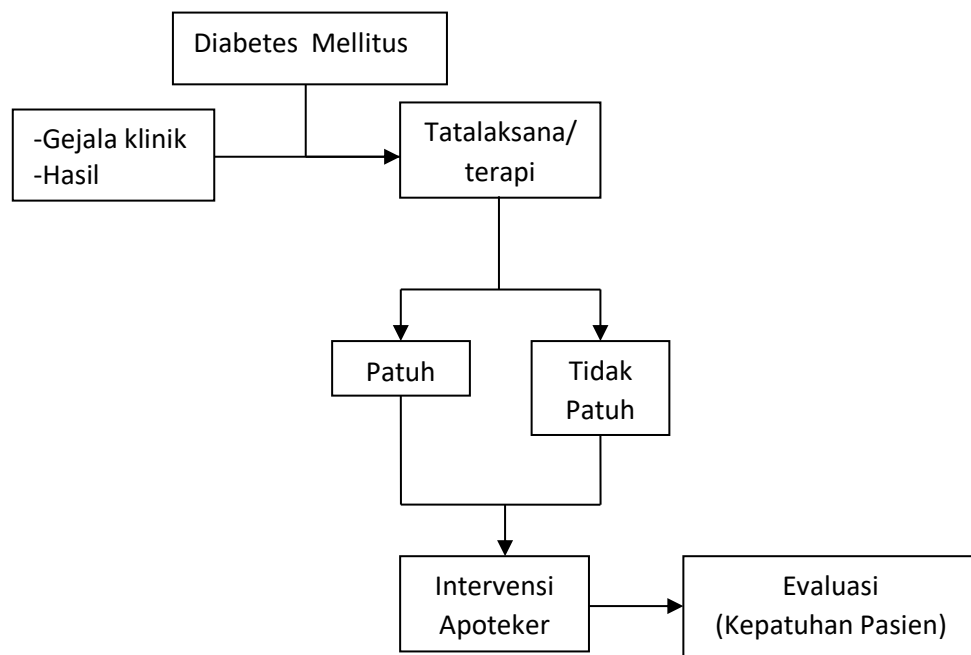 Diabetes Mellitus
-Gejala klinik
-Hasil
Tatalaksana/
terapi
Patuh
Tidak
Patuh
Intervensi
Apoteker
Evaluasi
(Kepatuhan Pasien)